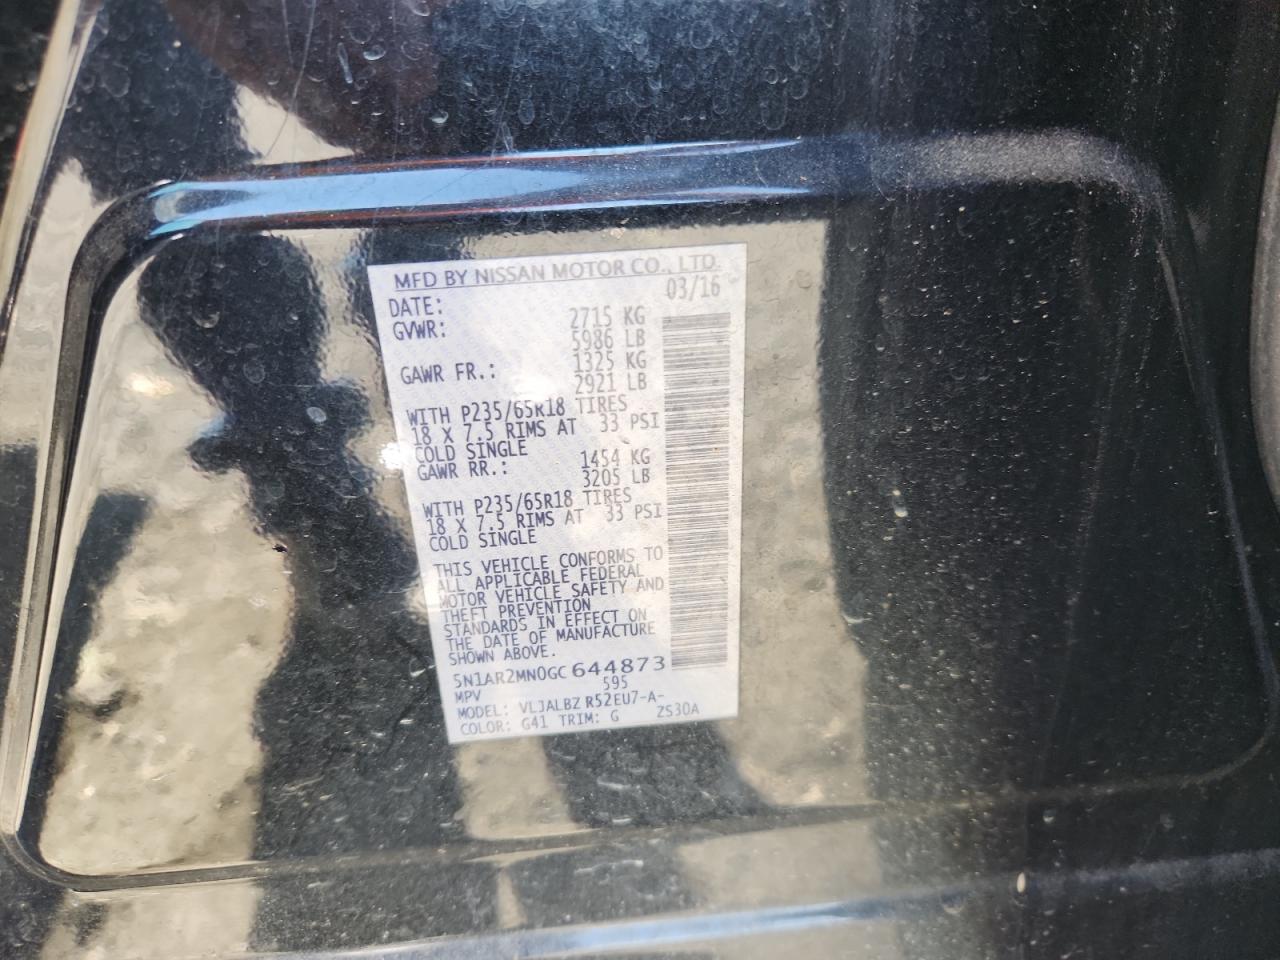 MFD BY NISSAN MOTOR CO., LTD.
DATE: 03/16
GVWR: 2715 KG
5986 LB
GAWR FR.: 1325 KG
2921 LB
WITH P235/65R18 TIRES
18 X 7.5 RIMS AT 33 PSI
COLD SINGLE
GAWR RR.: 1454 KG
3205 LB
WITH P235/65R18 TIRES
18 X 7.5 RIMS AT 33 PSI
COLD SINGLE
THIS VEHICLE CONFORMS TO
ALL APPLICABLE FEDERAL
MOTOR VEHICLE SAFETY AND
THEFT PREVENTION
STANDARDS IN EFFECT ON
THE DATE OF MANUFACTURE
SHOWN ABOVE.
5N1AR2MN0GC 644873
MPV 595
MODEL: VLJALBZ R52EU7-A-
COLOR: G41 TRIM: G ZS30A